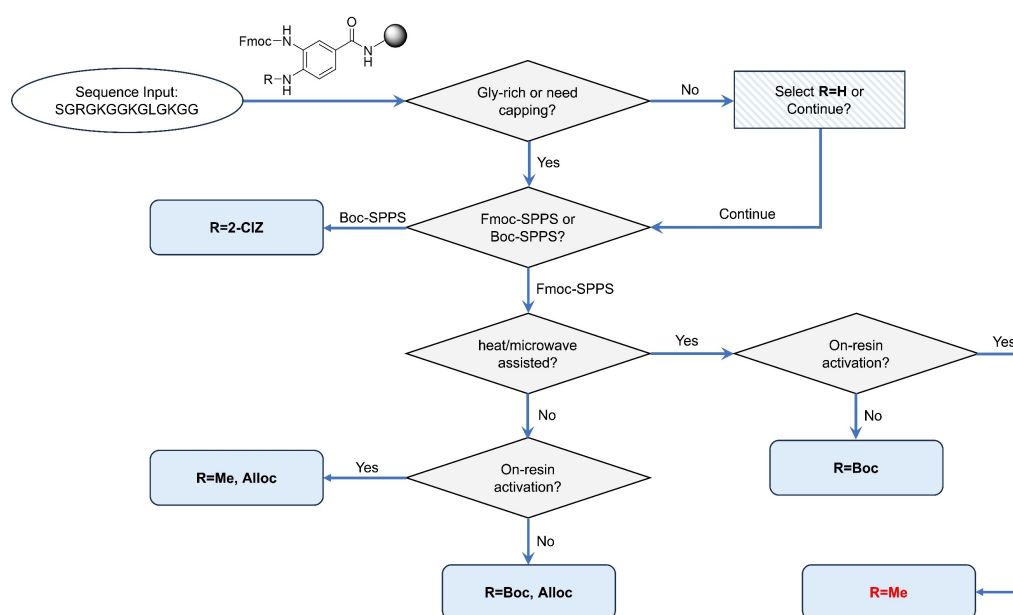 Fmoc
H
N
O
N
H
R
N
H
Sequence Input:
SGRGKGGKGLGKGG
Gly-rich or need
capping?
No
Select R=H or
Continue?
Yes
Continue
R=2-ClZ
Boc-SPPS
Fmoc-SPPS or
Boc-SPPS?
Fmoc-SPPS
heat/microwave
assisted?
Yes
On-resin
activation?
Yes
No
No
R=Me, Alloc
Yes
On-resin
activation?
R=Boc
No
R=Boc, Alloc
R=Me